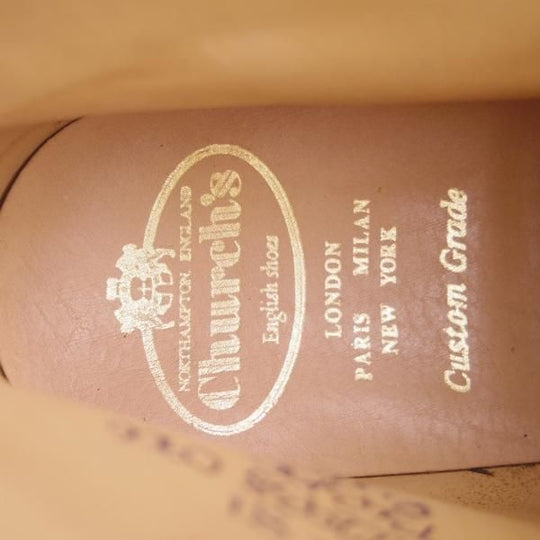 NORTHAMPTON, ENGLAND
Church's
English shoes
LONDON
PARIS MILAN
NEW YORK
Custom Grade